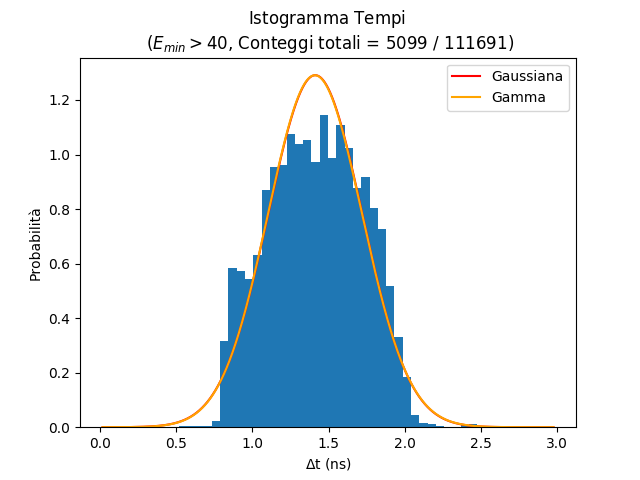 Istogramma Tempi
(E_min > 40, Conteggi totali = 5099 / 111691)
Gaussiana
Gamma
Probabilità
1.2
1.0
0.8
0.6
0.4
0.2
0.0
0.0 0.5 1.0 1.5 2.0 2.5 3.0
Δt (ns)